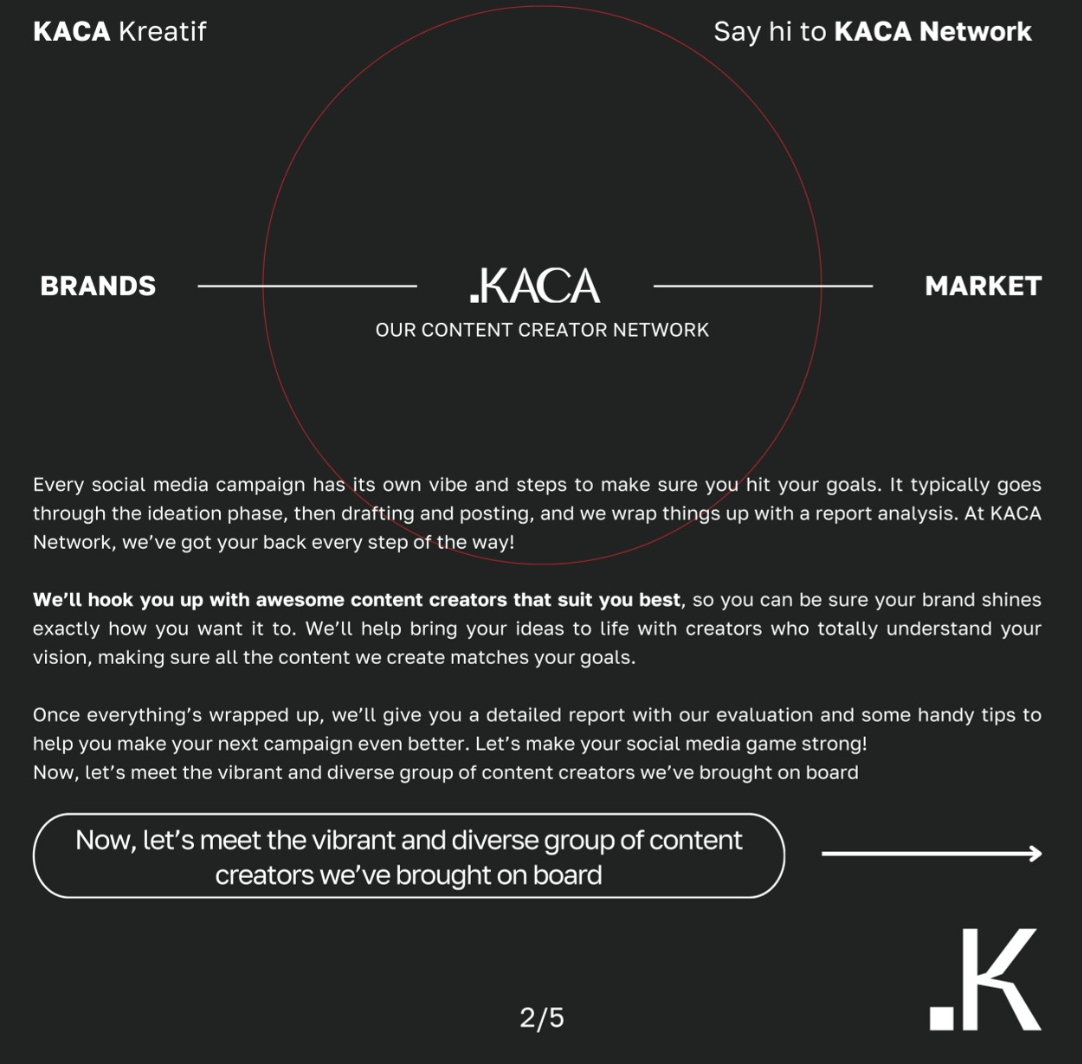 KACA Kreatif
Say hi to KACA Network
BRANDS
.KACA
MARKET
OUR CONTENT CREATOR NETWORK
Every social media campaign has its own vibe and steps to make sure you hit your goals. It typically goes
through the ideation phase, then drafting and posting, and we wrap things up with a report analysis. At KACA
Network, we’ve got your back every step of the way!
We’ll hook you up with awesome content creators that suit you best, so you can be sure your brand shines
exactly how you want it to. We’ll help bring your ideas to life with creators who totally understand your
vision, making sure all the content we create matches your goals.
Once everything’s wrapped up, we’ll give you a detailed report with our evaluation and some handy tips to
help you make your next campaign even better. Let’s make your social media game strong!
Now, let’s meet the vibrant and diverse group of content creators we’ve brought on board
Now, let’s meet the vibrant and diverse group of content
creators we’ve brought on board
.K
2/5